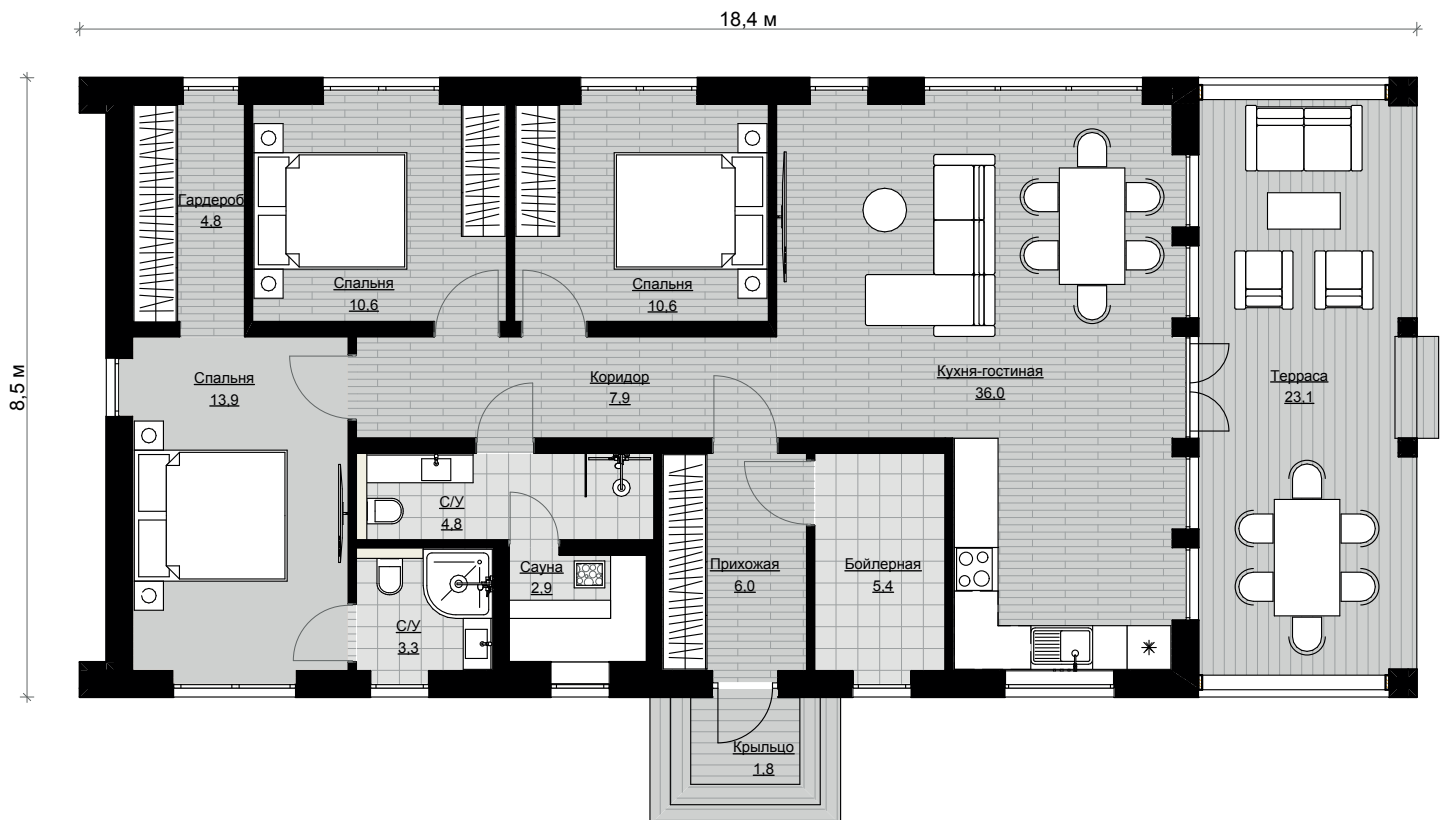 18,4 м
8,5 м
Гардероб
4.8
Спальня
10.6
Спальня
10.6
Спальня
13.9
Коридор
7.9
Кухня-гостиная
36.0
Терраса
23.1
С/У
4.8
Сауна
2.9
Прихожая
6.0
Бойлерная
5.4
С/У
3.3
Крыльцо
1.8